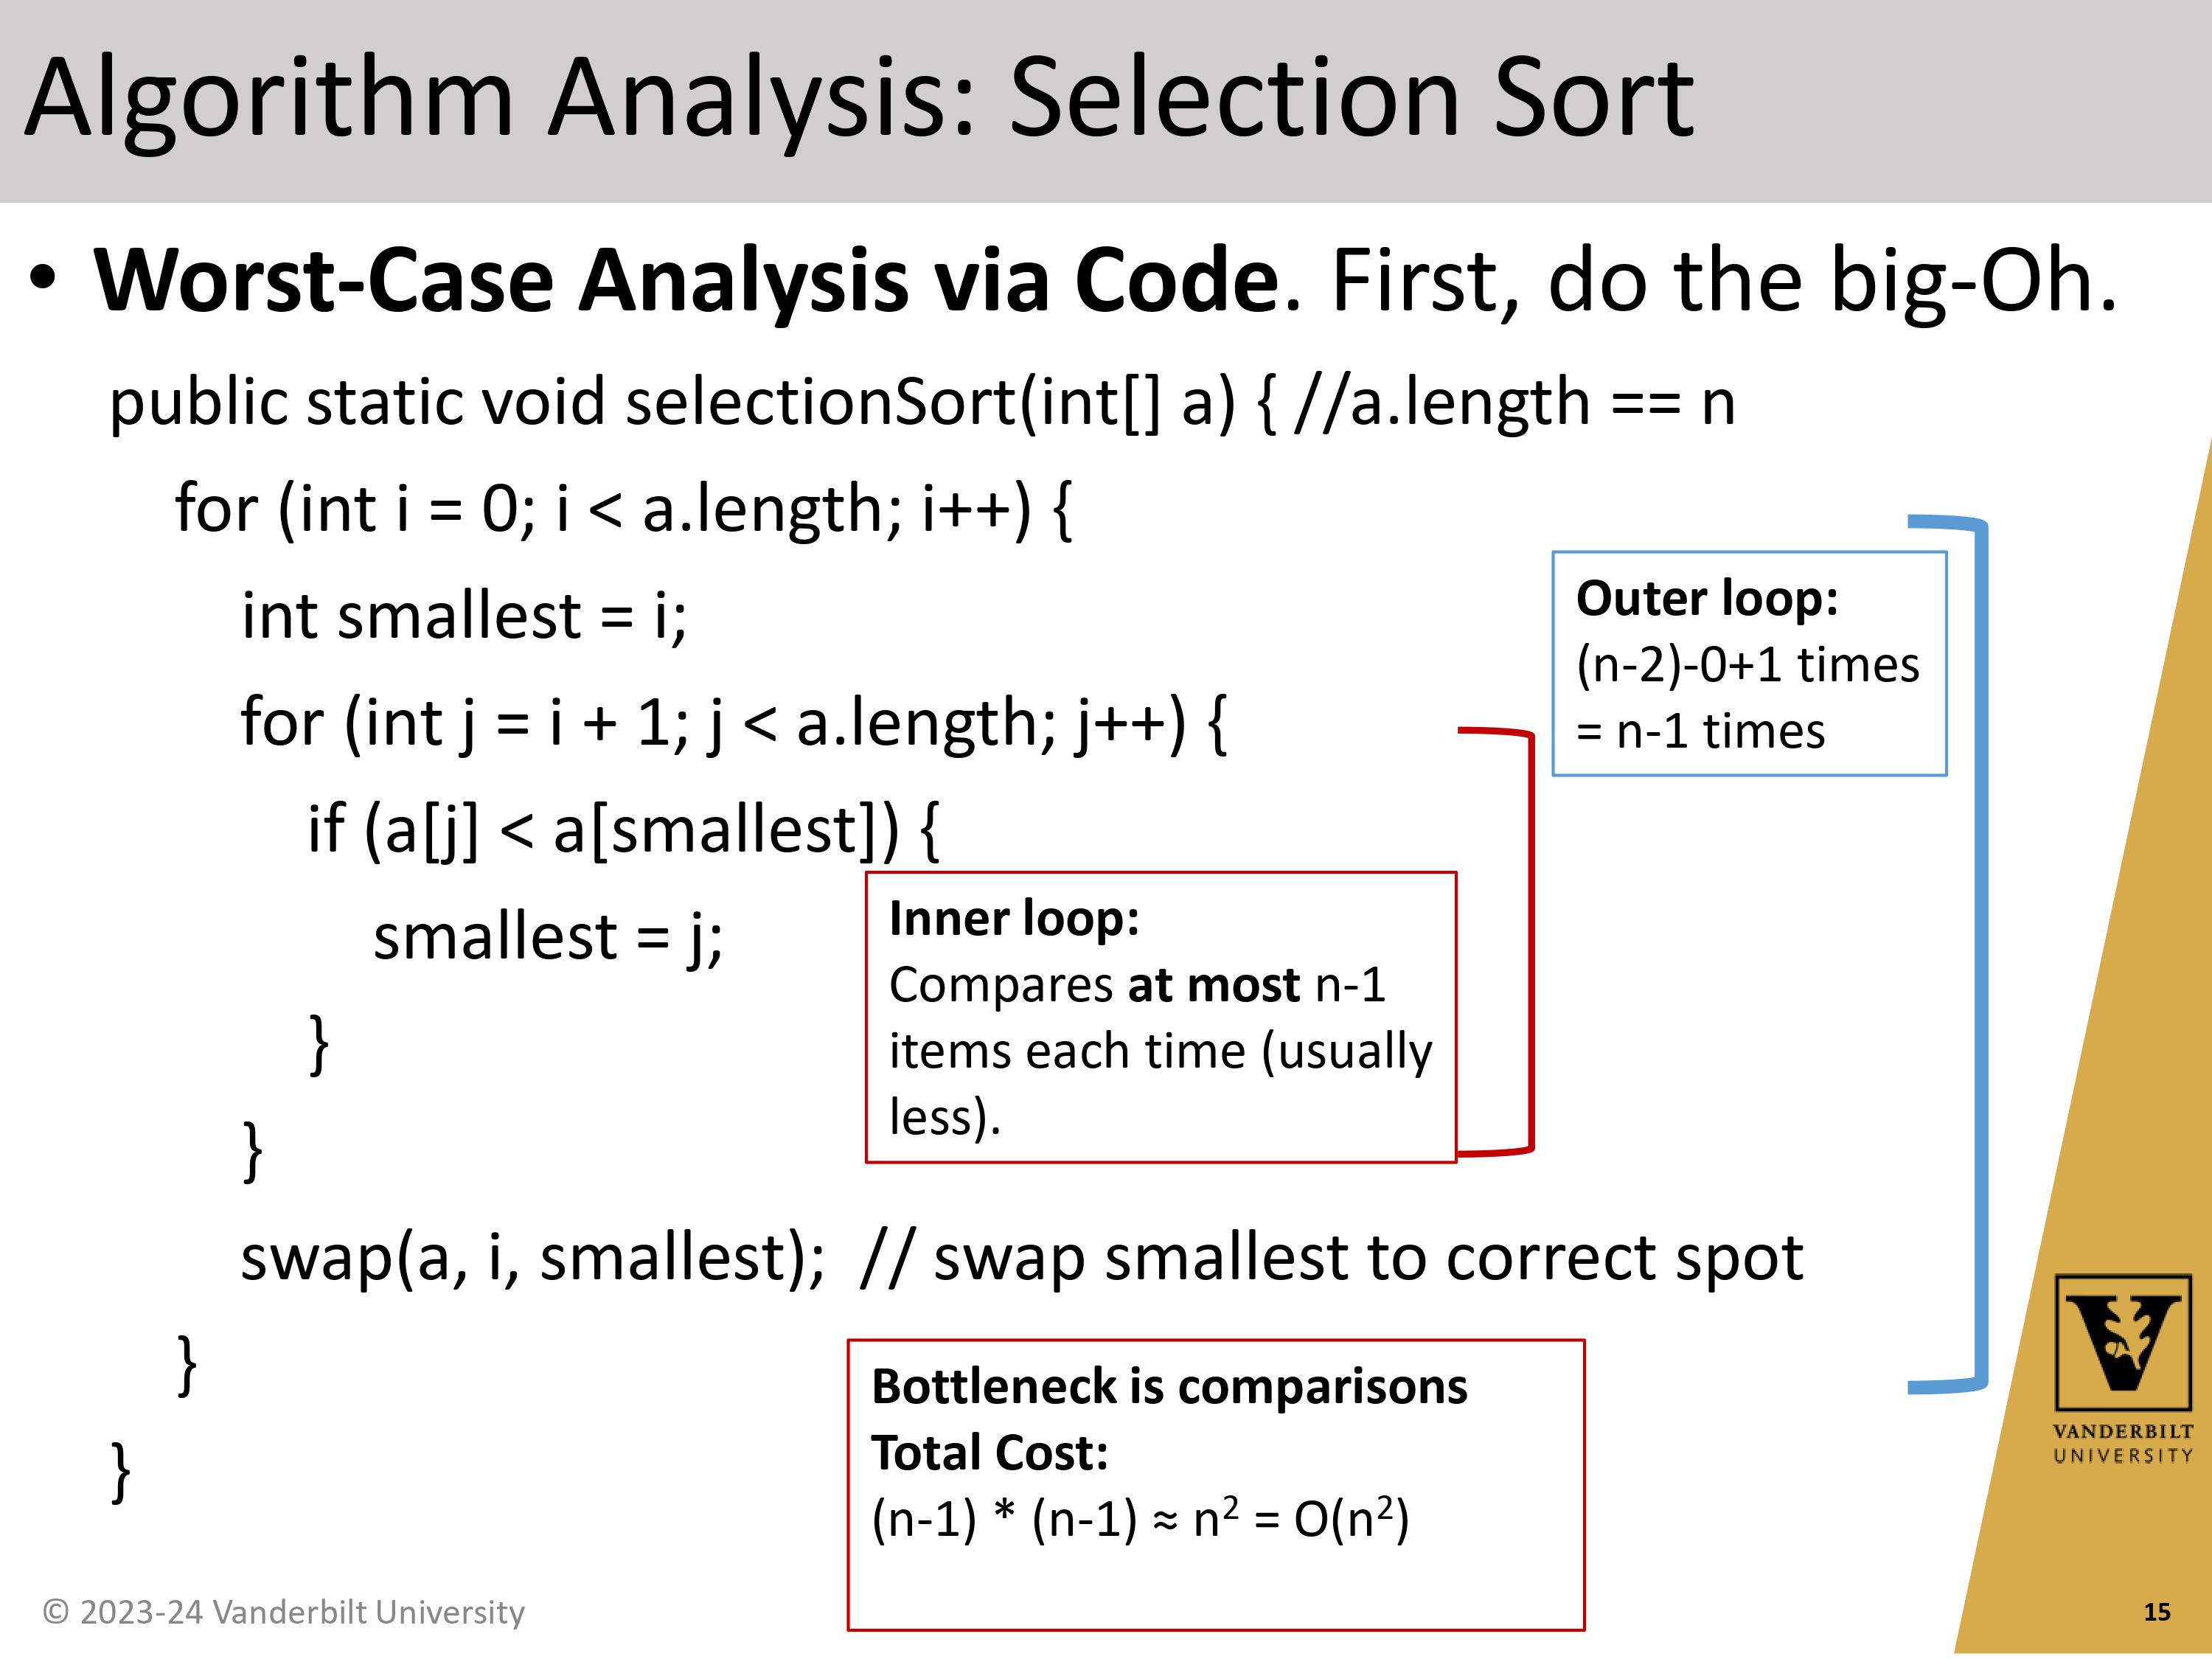 Algorithm Analysis: Selection Sort
• Worst-Case Analysis via Code. First, do the big-Oh.
public static void selectionSort(int[] a) { //a.length == n
for (int i = 0; i < a.length; i++) {
int smallest = i;
for (int j = i + 1; j < a.length; j++) {
if (a[j] < a[smallest]) {
smallest = j;
}
}
swap(a, i, smallest);  // swap smallest to correct spot
}
}
Outer loop:
(n-2)-0+1 times
= n-1 times
Inner loop:
Compares at most n-1
items each time (usually
less).
Bottleneck is comparisons
Total Cost:
(n-1) * (n-1) ≈ n² = O(n²)
V
VANDERBILT
UNIVERSITY
© 2023-24 Vanderbilt University
15